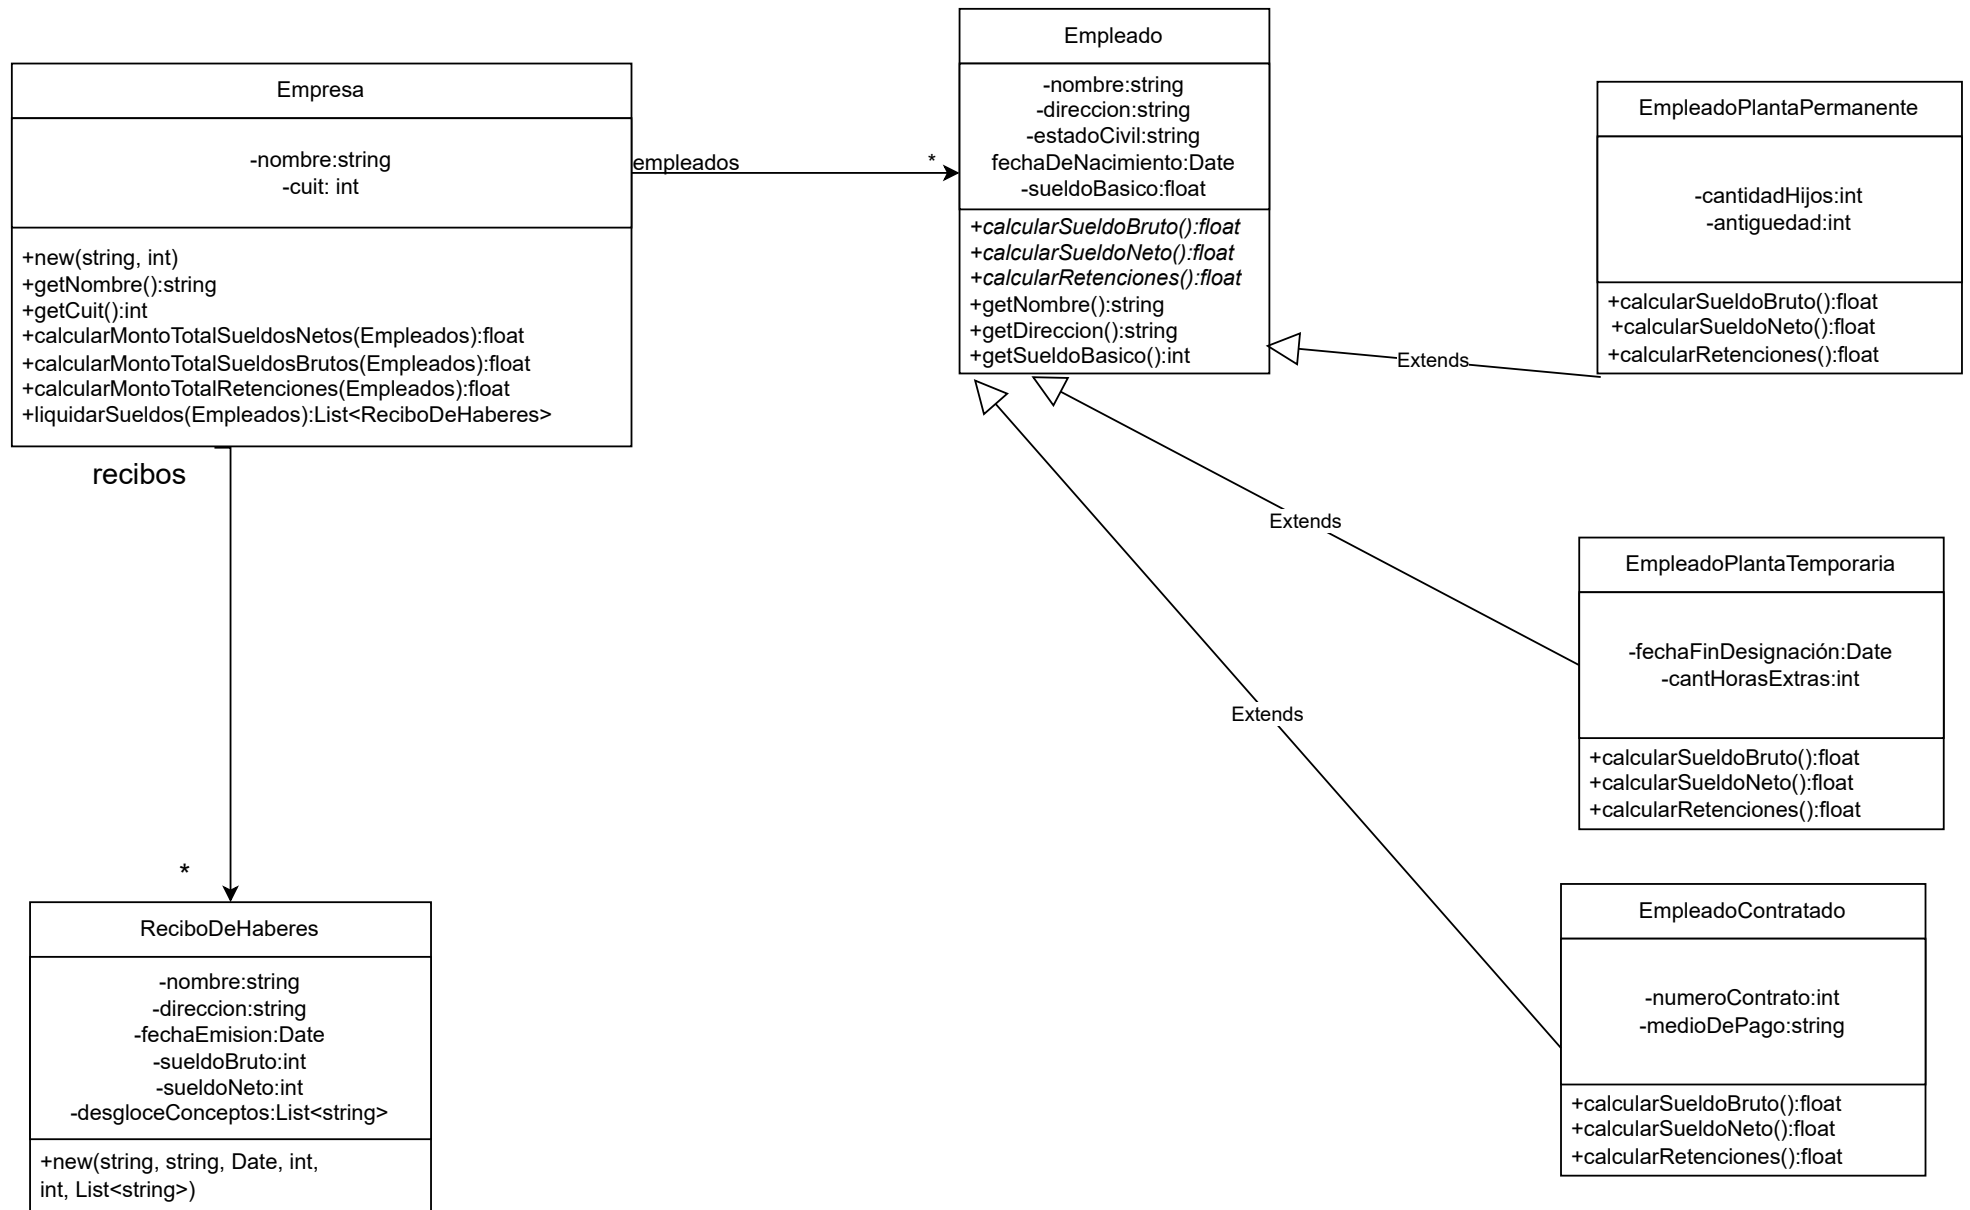 Empresa
-nombre:string
-cuit: int
+new(string, int)
+getNombre():string
+getCuit():int
+calcularMontoTotalSueldosNetos(Empleados):float
+calcularMontoTotalSueldosBrutos(Empleados):float
+calcularMontoTotalRetenciones(Empleados):float
+liquidarSueldos(Empleados):List<ReciboDeHaberes>
empleados
*
recibos
*
Empleado
-nombre:string
-direccion:string
-estadoCivil:string
fechaDeNacimiento:Date
-sueldoBasico:float
+calcularSueldoBruto():float
+calcularSueldoNeto():float
+calcularRetenciones():float
+getNombre():string
+getDireccion():string
+getSueldoBasico():int
Extends
Extends
Extends
EmpleadoPlantaPermanente
-cantidadHijos:int
-antiguedad:int
+calcularSueldoBruto():float
+calcularSueldoNeto():float
+calcularRetenciones():float
EmpleadoPlantaTemporaria
-fechaFinDesignación:Date
-cantHorasExtras:int
+calcularSueldoBruto():float
+calcularSueldoNeto():float
+calcularRetenciones():float
EmpleadoContratado
-numeroContrato:int
-medioDePago:string
+calcularSueldoBruto():float
+calcularSueldoNeto():float
+calcularRetenciones():float
ReciboDeHaberes
-nombre:string
-direccion:string
-fechaEmision:Date
-sueldoBruto:int
-sueldoNeto:int
-desgloceConceptos:List<string>
+new(string, string, Date, int,
int, List<string>)